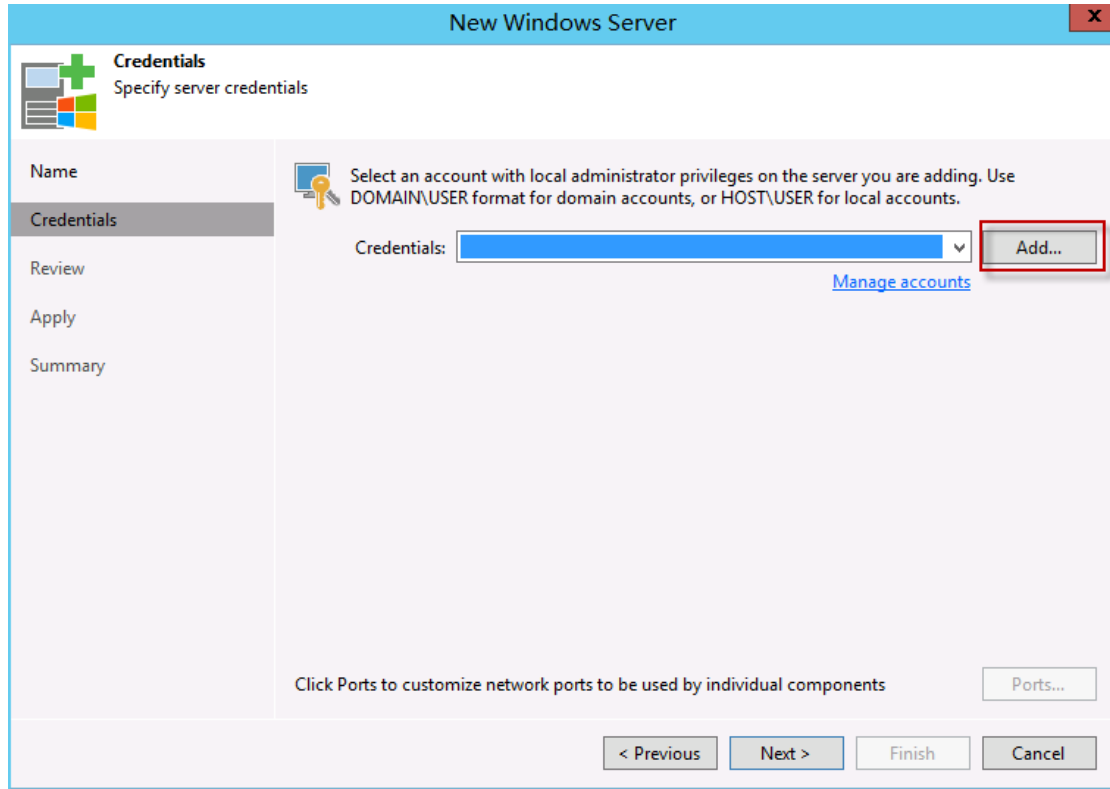 New Windows Server
x
Credentials
Specify server credentials
Name
Credentials
Review
Apply
Summary
Select an account with local administrator privileges on the server you are adding. Use
DOMAIN\USER format for domain accounts, or HOST\USER for local accounts.
Credentials:
Add...
Manage accounts
Click Ports to customize network ports to be used by individual components
Ports...
< Previous
Next >
Finish
Cancel